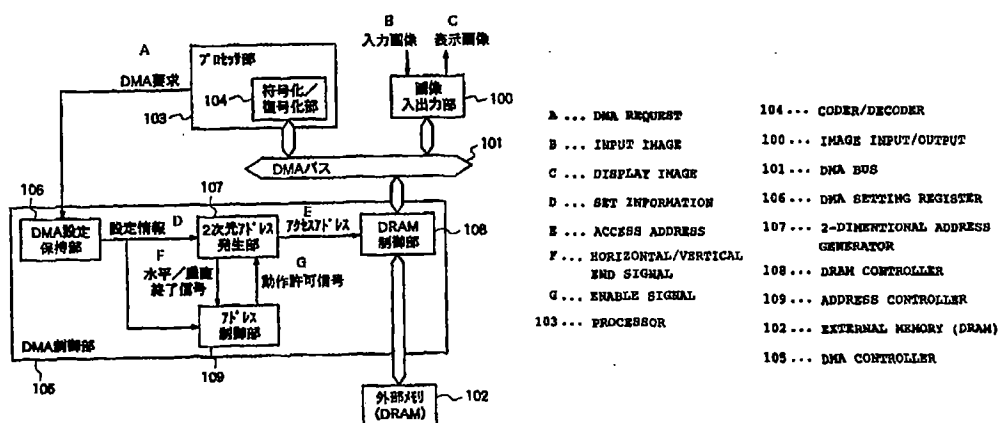 A
B
入力画像
C
表示画像
プロセッサ部
DMA要求
104
符号化/
復号化部
103
画像
入出力部
100
101
DMAバス
106
107
DMA設定
保持部
設定情報 D
2次元アドレス
発生部
E
アクセスアドレス
DRAM
制御部
108
F
水平/垂直
終了信号
G
動作許可信号
アドレス
制御部
DMA制御部
105
109
外部メモリ
(DRAM)
102
A ... DMA REQUEST
B ... INPUT IMAGE
C ... DISPLAY IMAGE
D ... SET INFORMATION
E ... ACCESS ADDRESS
F ... HORIZONTAL/VERTICAL
END SIGNAL
G ... ENABLE SIGNAL
103 ... PROCESSOR
104 ... CODER/DECODER
100 ... IMAGE INPUT/OUTPUT
101 ... DMA BUS
106 ... DMA SETTING REGISTER
107 ... 2-DIMENTIONAL ADDRESS
GENERATOR
108 ... DRAM CONTROLLER
109 ... ADDRESS CONTROLLER
102 ... EXTERNAL MEMORY (DRAM)
105 ... DMA CONTROLLER